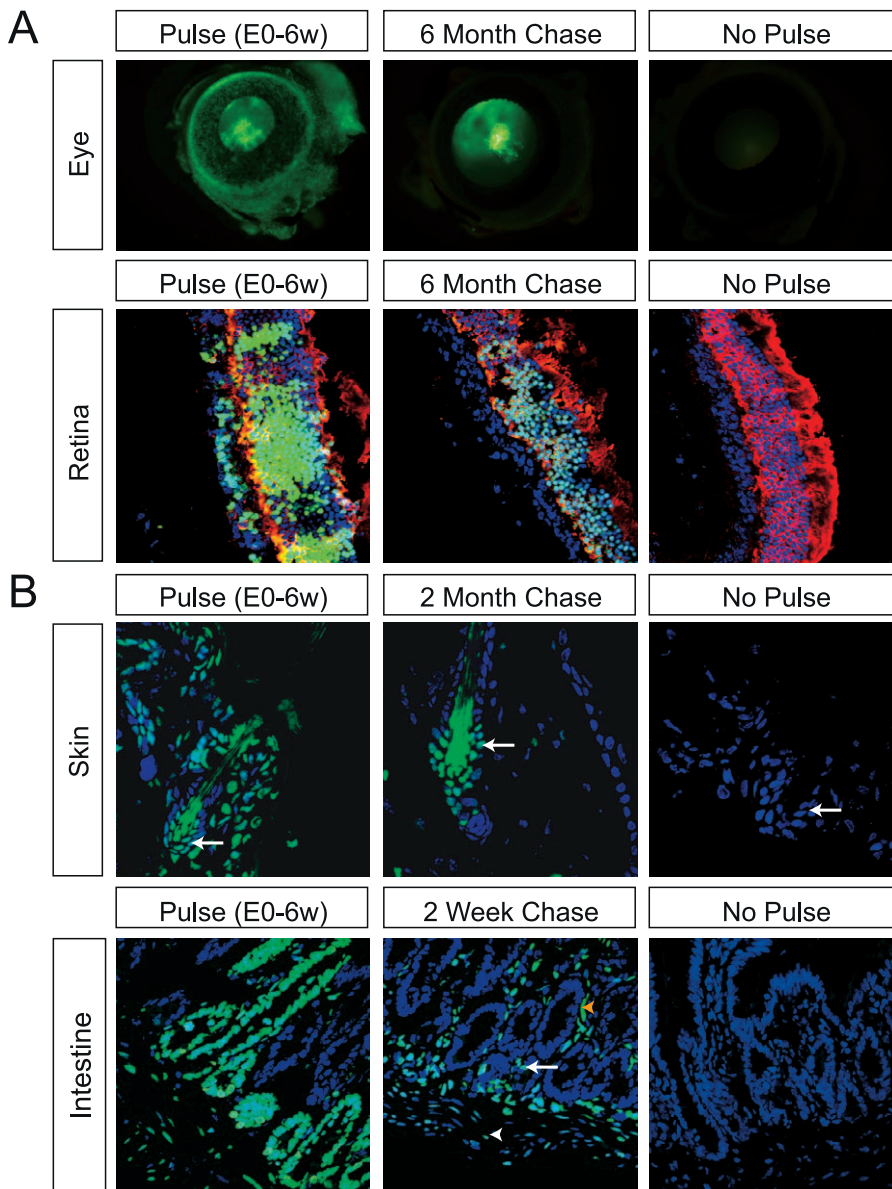 A
Pulse (E0-6w) 6 Month Chase No Pulse
Eye
Pulse (E0-6w) 6 Month Chase No Pulse
Retina
B
Pulse (E0-6w) 2 Month Chase No Pulse
Skin
Pulse (E0-6w) 2 Week Chase No Pulse
Intestine